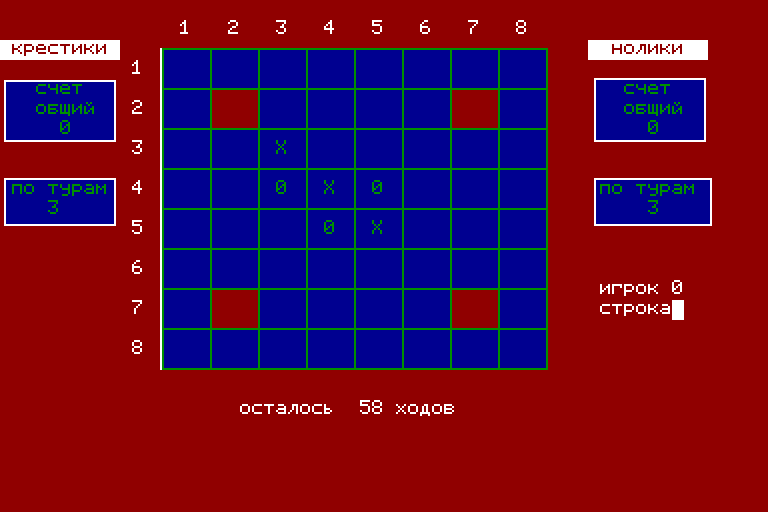 1 2 3 4 5 6 7 8
крестики
нолики
1
счет
общий
0
счет
общий
0
2
3 X
по турам
3
4 0 X 0
по турам
3
5 0 X
6
игрок 0
7
строка
8
осталось 58 ходов